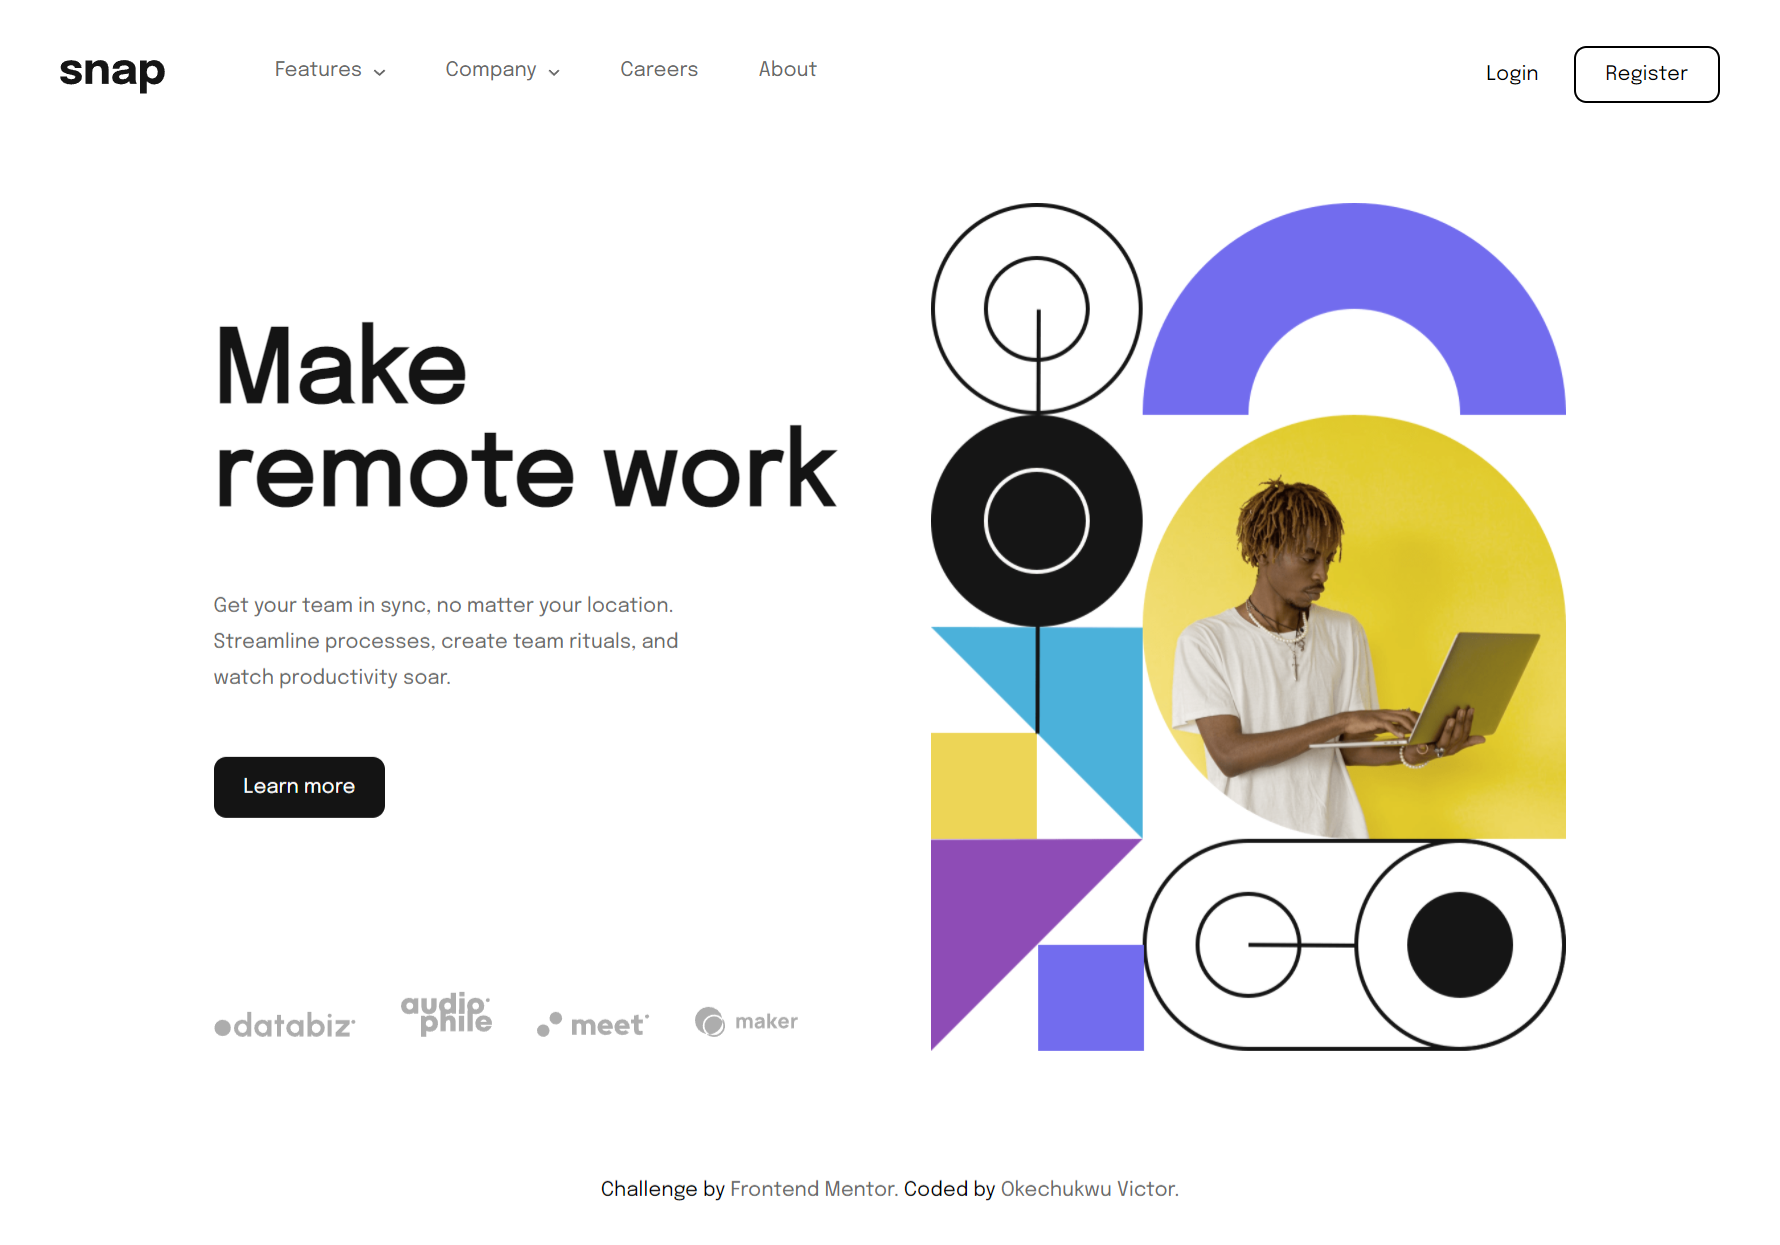 snap
Features
Company
Careers
About
Login
Register
Make
remote work
Get your team in sync, no matter your location.
Streamline processes, create team rituals, and
watch productivity soar.
Learn more
databiz
audio
phile
meet
maker
Challenge by Frontend Mentor. Coded by Okechukwu Victor.